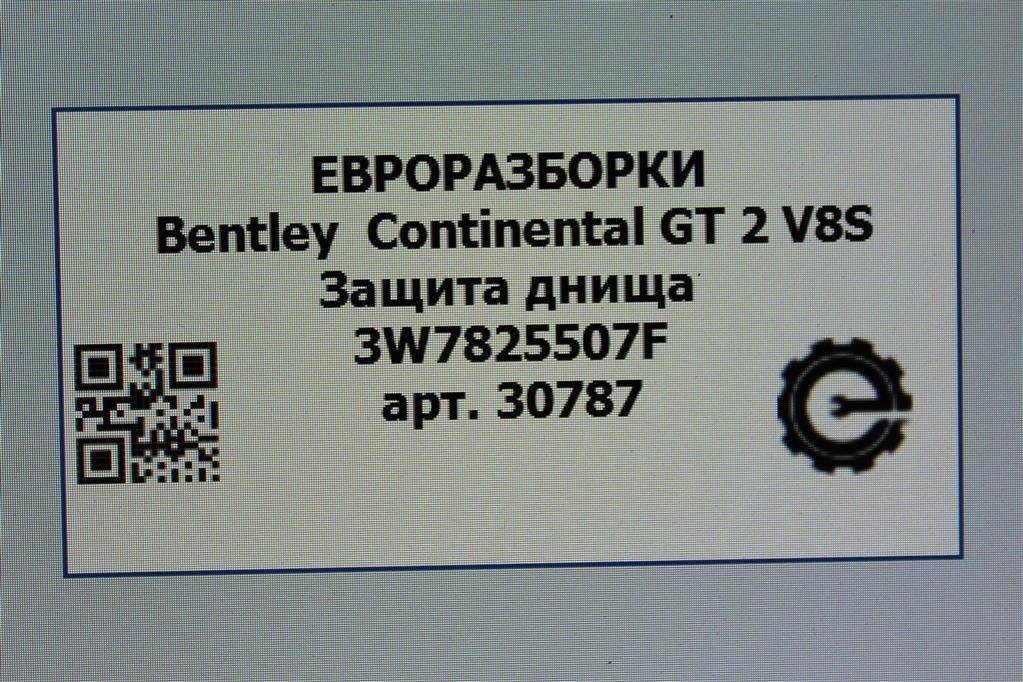 ЕВРОРАЗБОРКИ
Bentley Continental GT 2 V8S
Защита днища
3W7825507F
арт. 30787